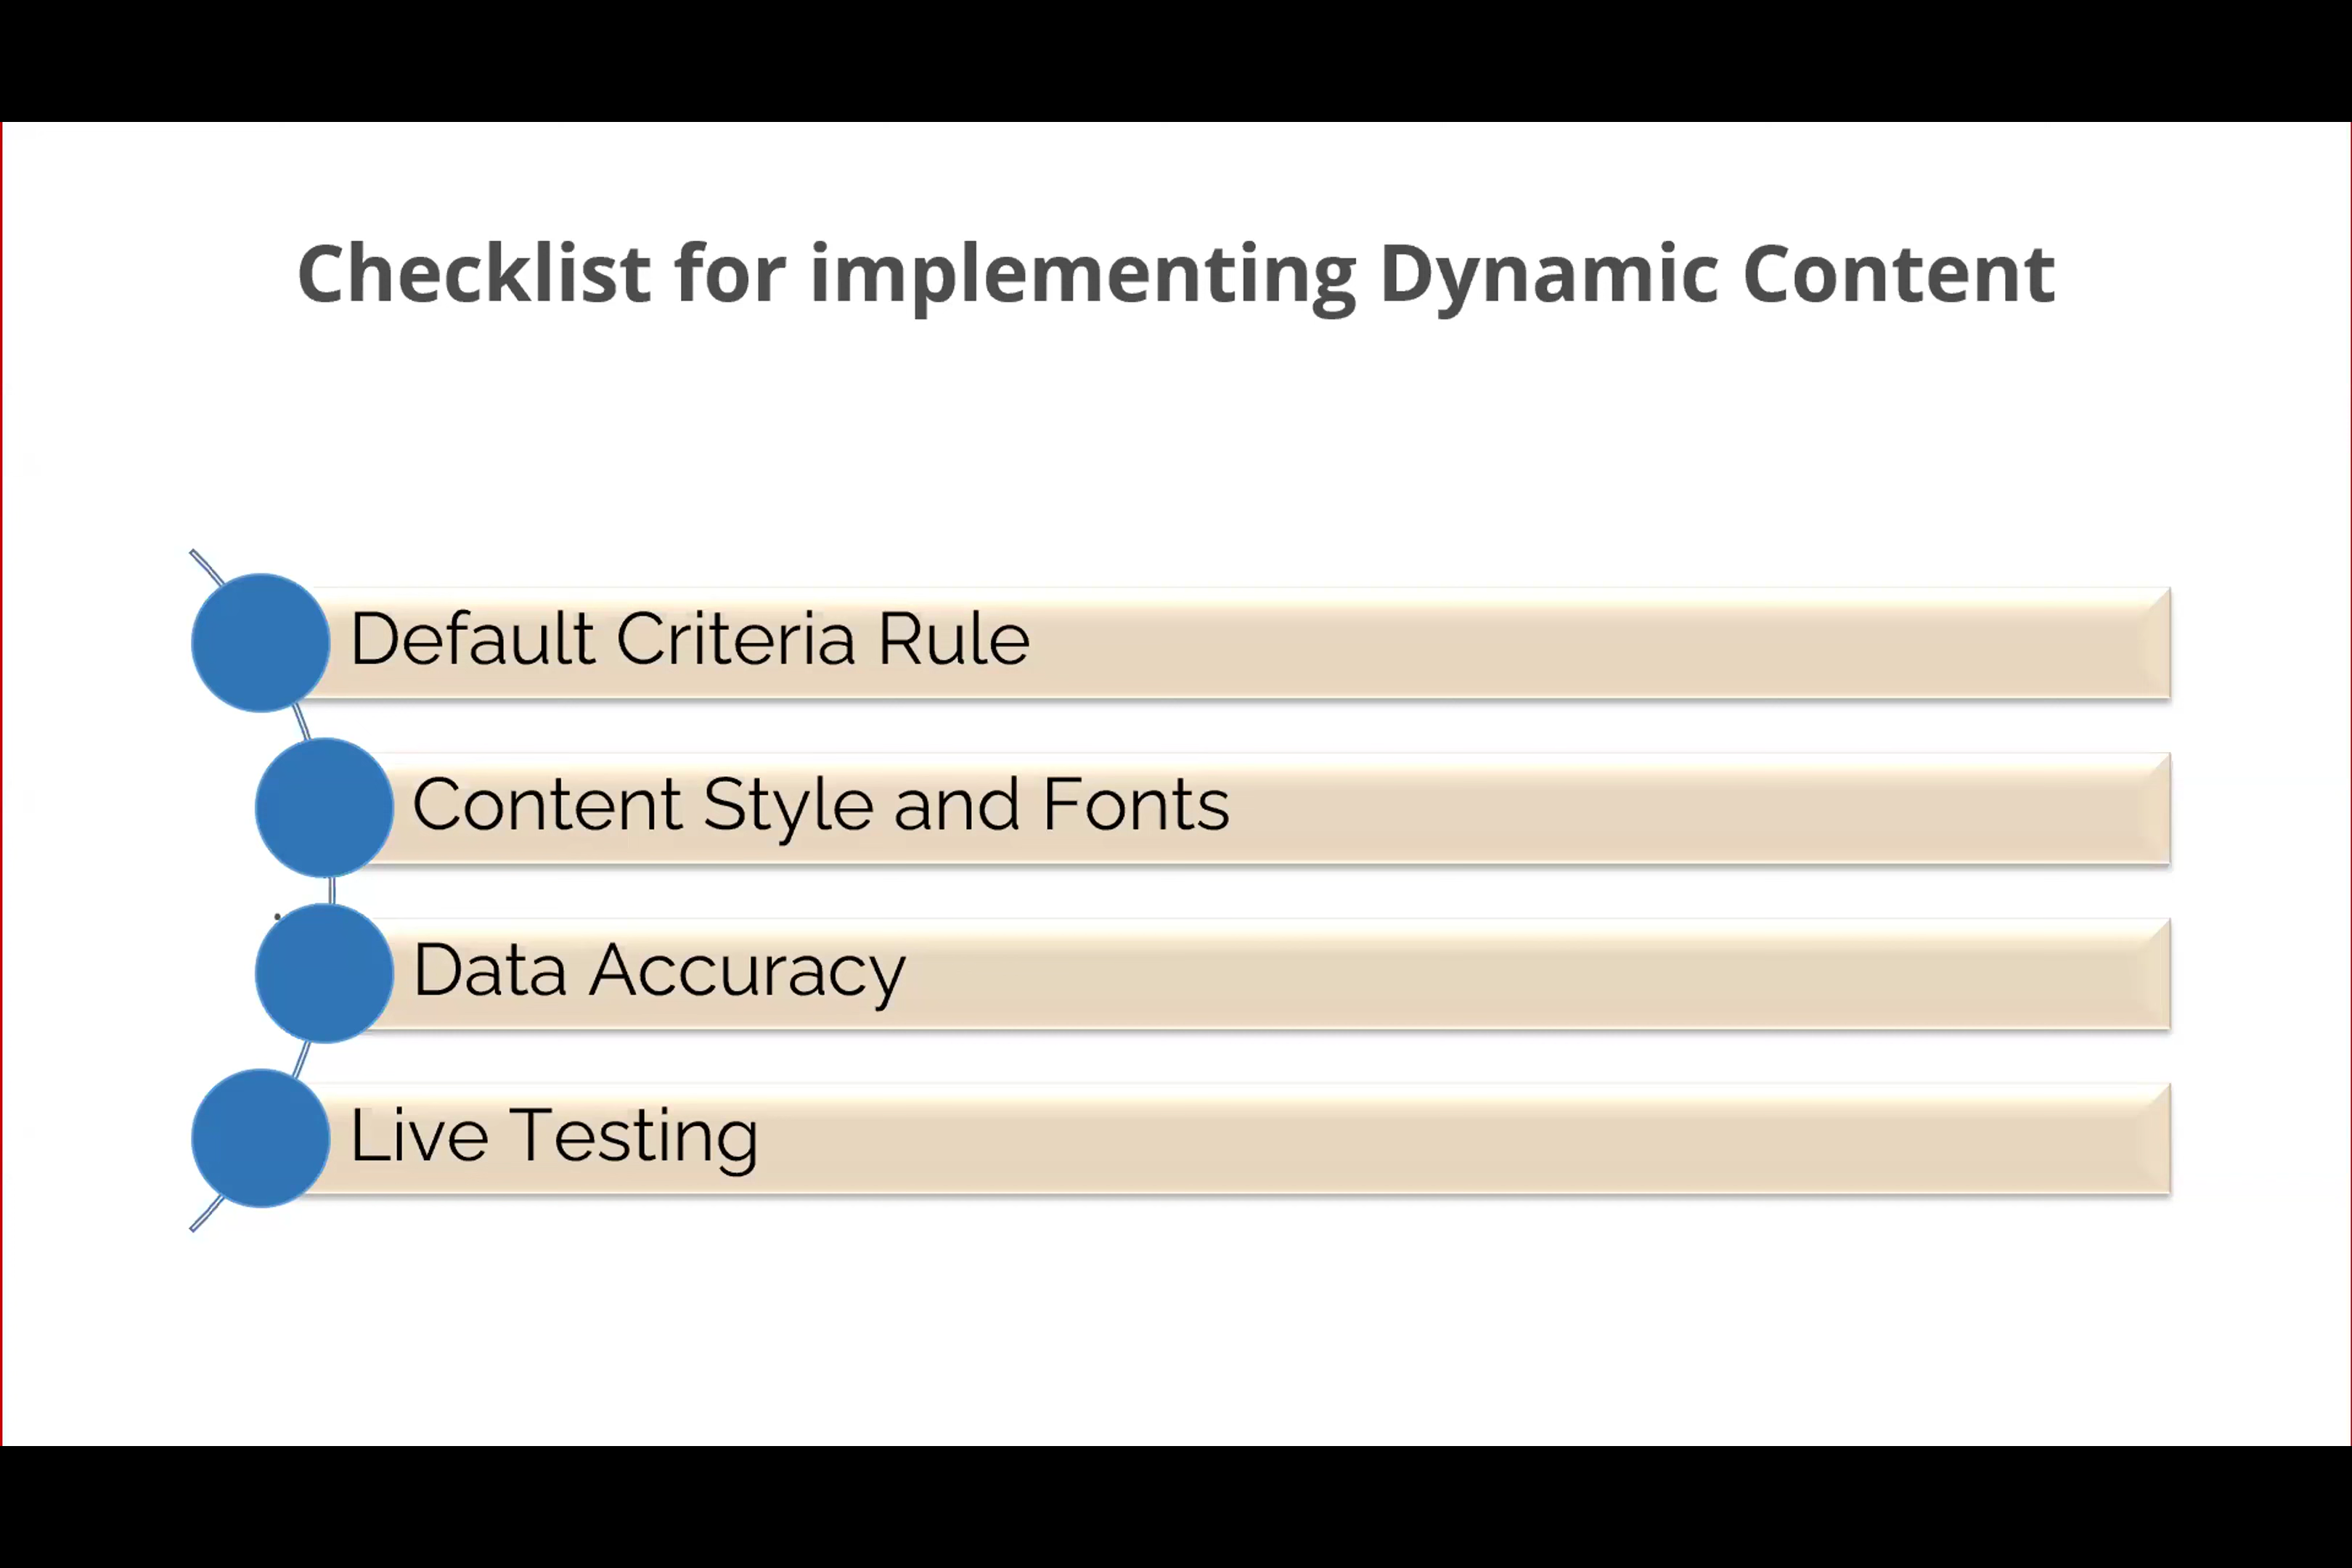 Checklist for implementing Dynamic Content
Default Criteria Rule
Content Style and Fonts
Data Accuracy
Live Testing